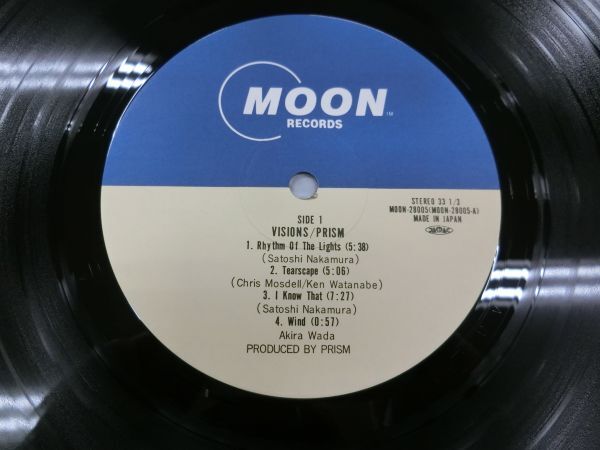 MOON
TM
RECORDS
STEREO 33 1/3
MOON-28005(MOON-28005-A)
MADE IN JAPAN
JASRAC
SIDE 1
VISIONS/PRISM
1. Rhythm Of The Lights (5:38)
(Satoshi Nakamura)
2. Tearscape (5:06)
(Chris Mosdell/Ken Watanabe)
3. I Know That (7:27)
(Satoshi Nakamura)
4. Wind (0:57)
Akira Wada
PRODUCED BY PRISM